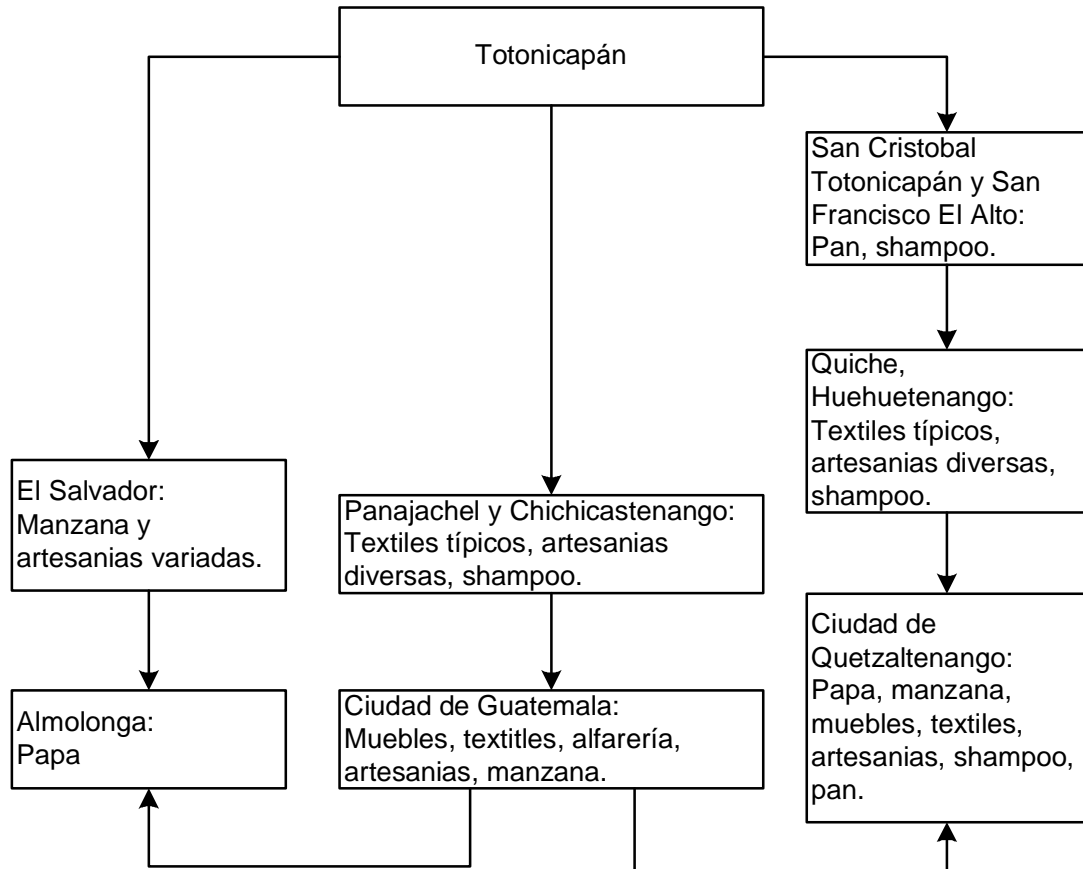 Totonicapán
San Cristobal
Totonicapán y San
Francisco El Alto:
Pan, shampoo.
Quiche,
Huehuetenango:
Textiles típicos,
artesanias diversas,
shampoo.
El Salvador:
Manzana y
artesanias variadas.
Panajachel y Chichicastenango:
Textiles típicos, artesanias
diversas, shampoo.
Ciudad de
Quetzaltenango:
Papa, manzana,
muebles, textiles,
artesanias, shampoo,
pan.
Almolonga:
Papa
Ciudad de Guatemala:
Muebles, textitles, alfarería,
artesanias, manzana.